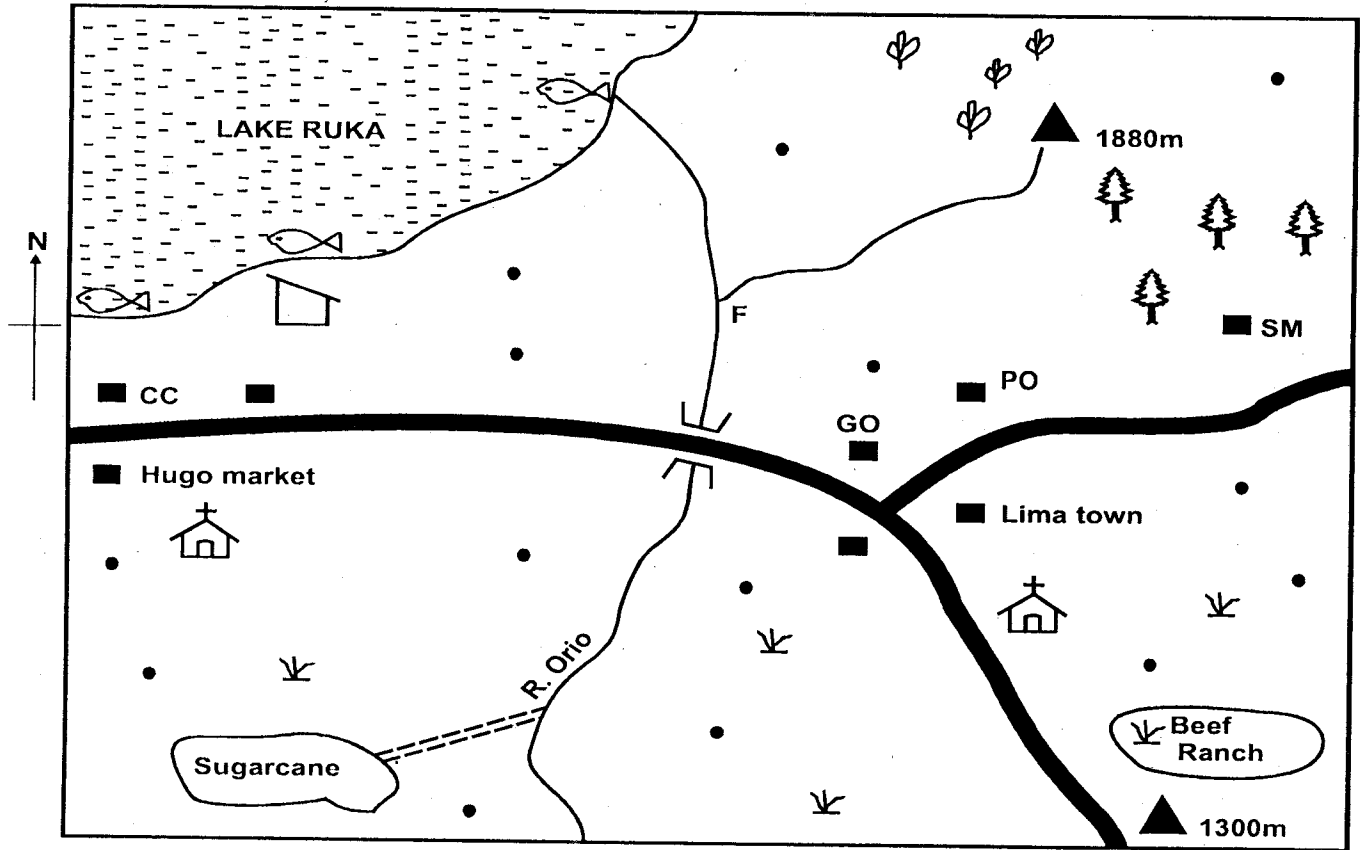 LAKE RUKA
1880m
N
F
SM
CC
PO
GO
Hugo market
Lima town
R. Orio
Beef
Ranch
Sugarcane
1300m